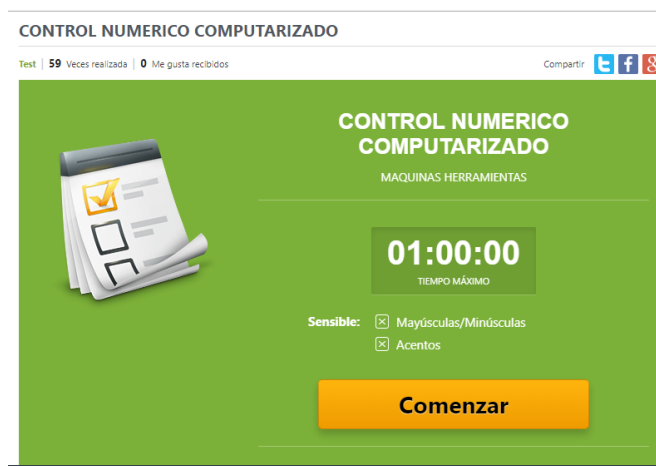 CONTROL NUMERICO COMPUTARIZADO
Test | 59 Veces realizada | 0 Me gusta recibidos
Compartir
CONTROL NUMERICO
COMPUTARIZADO
MAQUINAS HERRAMIENTAS
01:00:00
TIEMPO MÁXIMO
Sensible: Mayúsculas/Minúsculas
Acentos
Comenzar